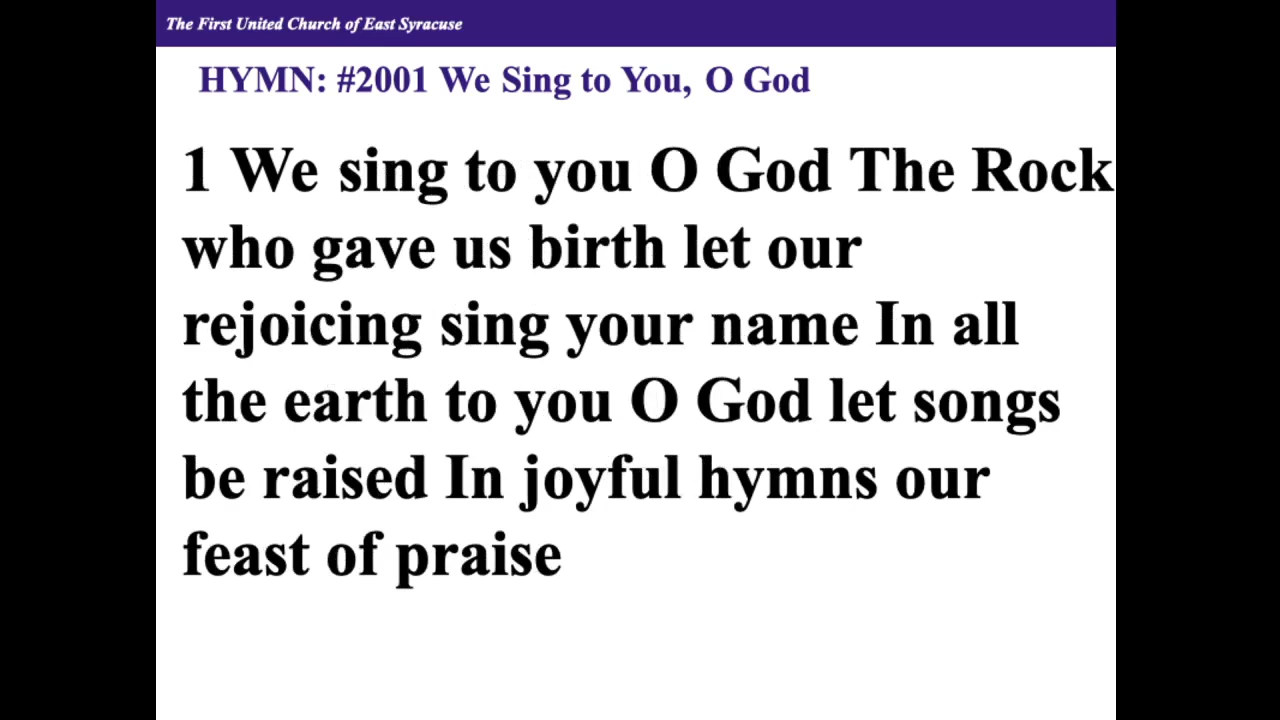 The First United Church of East Syracuse
HYMN: #2001 We Sing to You, O God
1 We sing to you O God The Rock
who gave us birth let our
rejoicing sing your name In all
the earth to you O God let songs
be raised In joyful hymns our
feast of praise